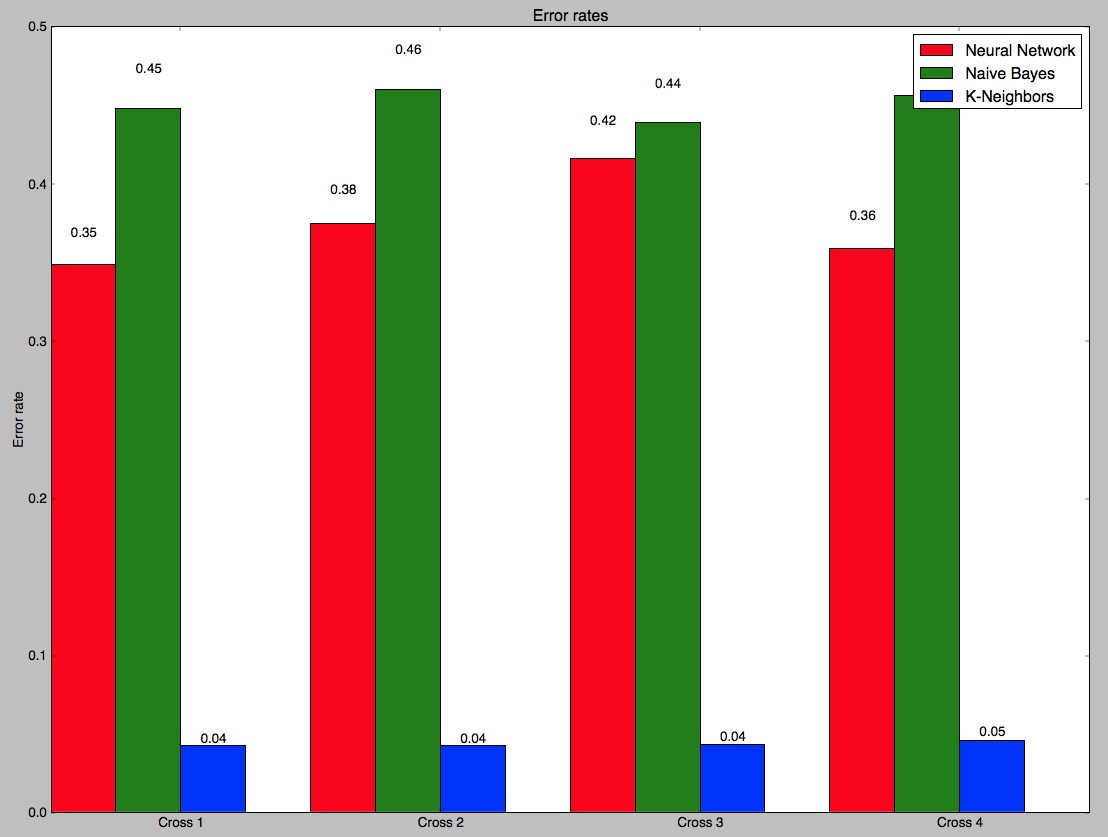 Error rates
Neural Network
Naive Bayes
K-Neighbors
Error rate
0.5
0.4
0.3
0.2
0.1
0.0
0.35
0.45
0.04
0.38
0.46
0.04
0.42
0.44
0.04
0.36
0.05
Cross 1
Cross 2
Cross 3
Cross 4